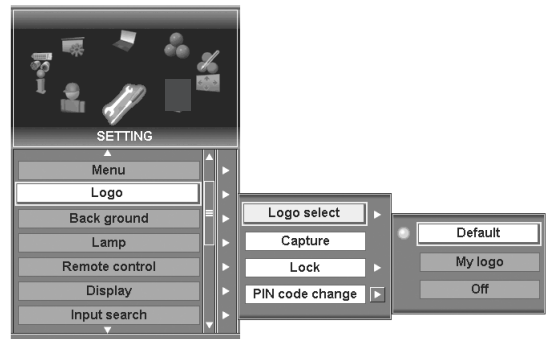 SETTING
Menu
Logo
Back ground
Lamp
Remote control
Display
Input search
Logo select
Capture
Lock
PIN code change
Default
My logo
Off